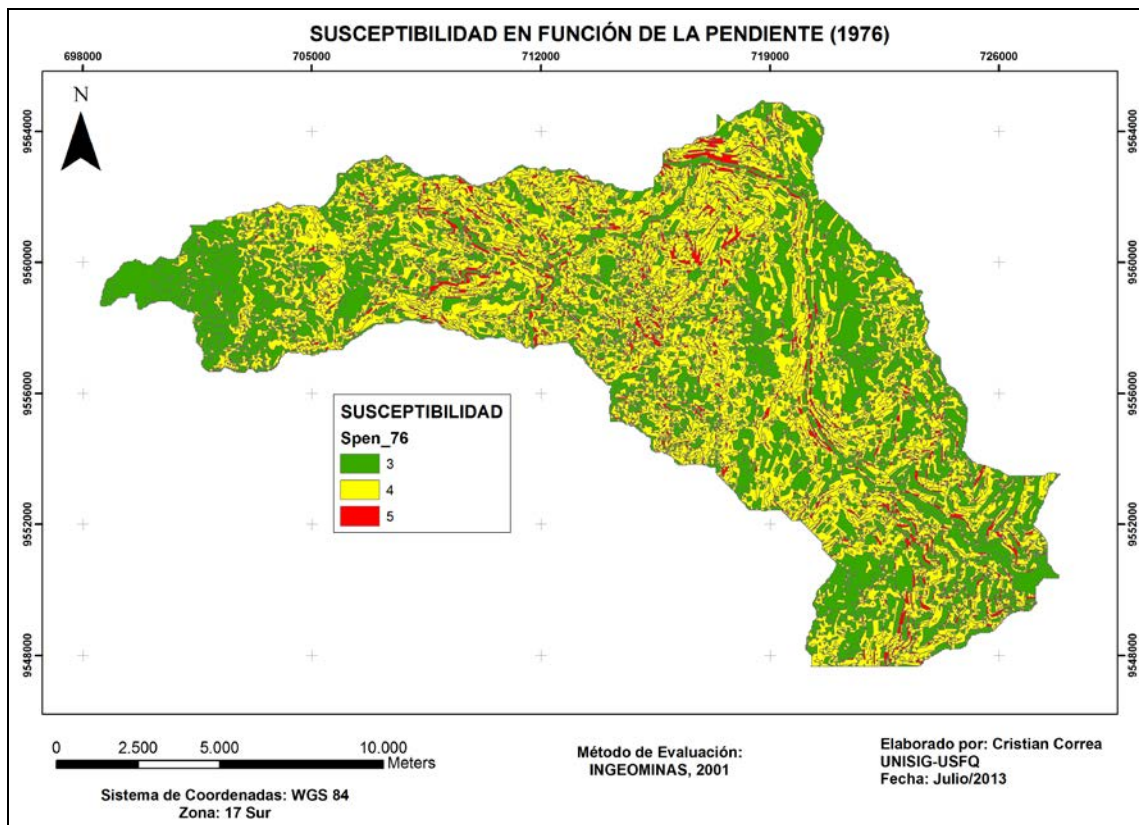 SUSCEPTIBILIDAD EN FUNCIÓN DE LA PENDIENTE (1976)
698000 705000 712000 719000 726000
N
9564000 9564000
9560000 9560000
9556000 9556000
9552000 9552000
9548000 9548000
SUSCEPTIBILIDAD
Spen_76
3
4
5
0 2.500 5.000 10.000
Meters
Sistema de Coordenadas: WGS 84
Zona: 17 Sur
Método de Evaluación:
INGEOMINAS, 2001
Elaborado por: Cristian Correa
UNISIG-USFQ
Fecha: Julio/2013